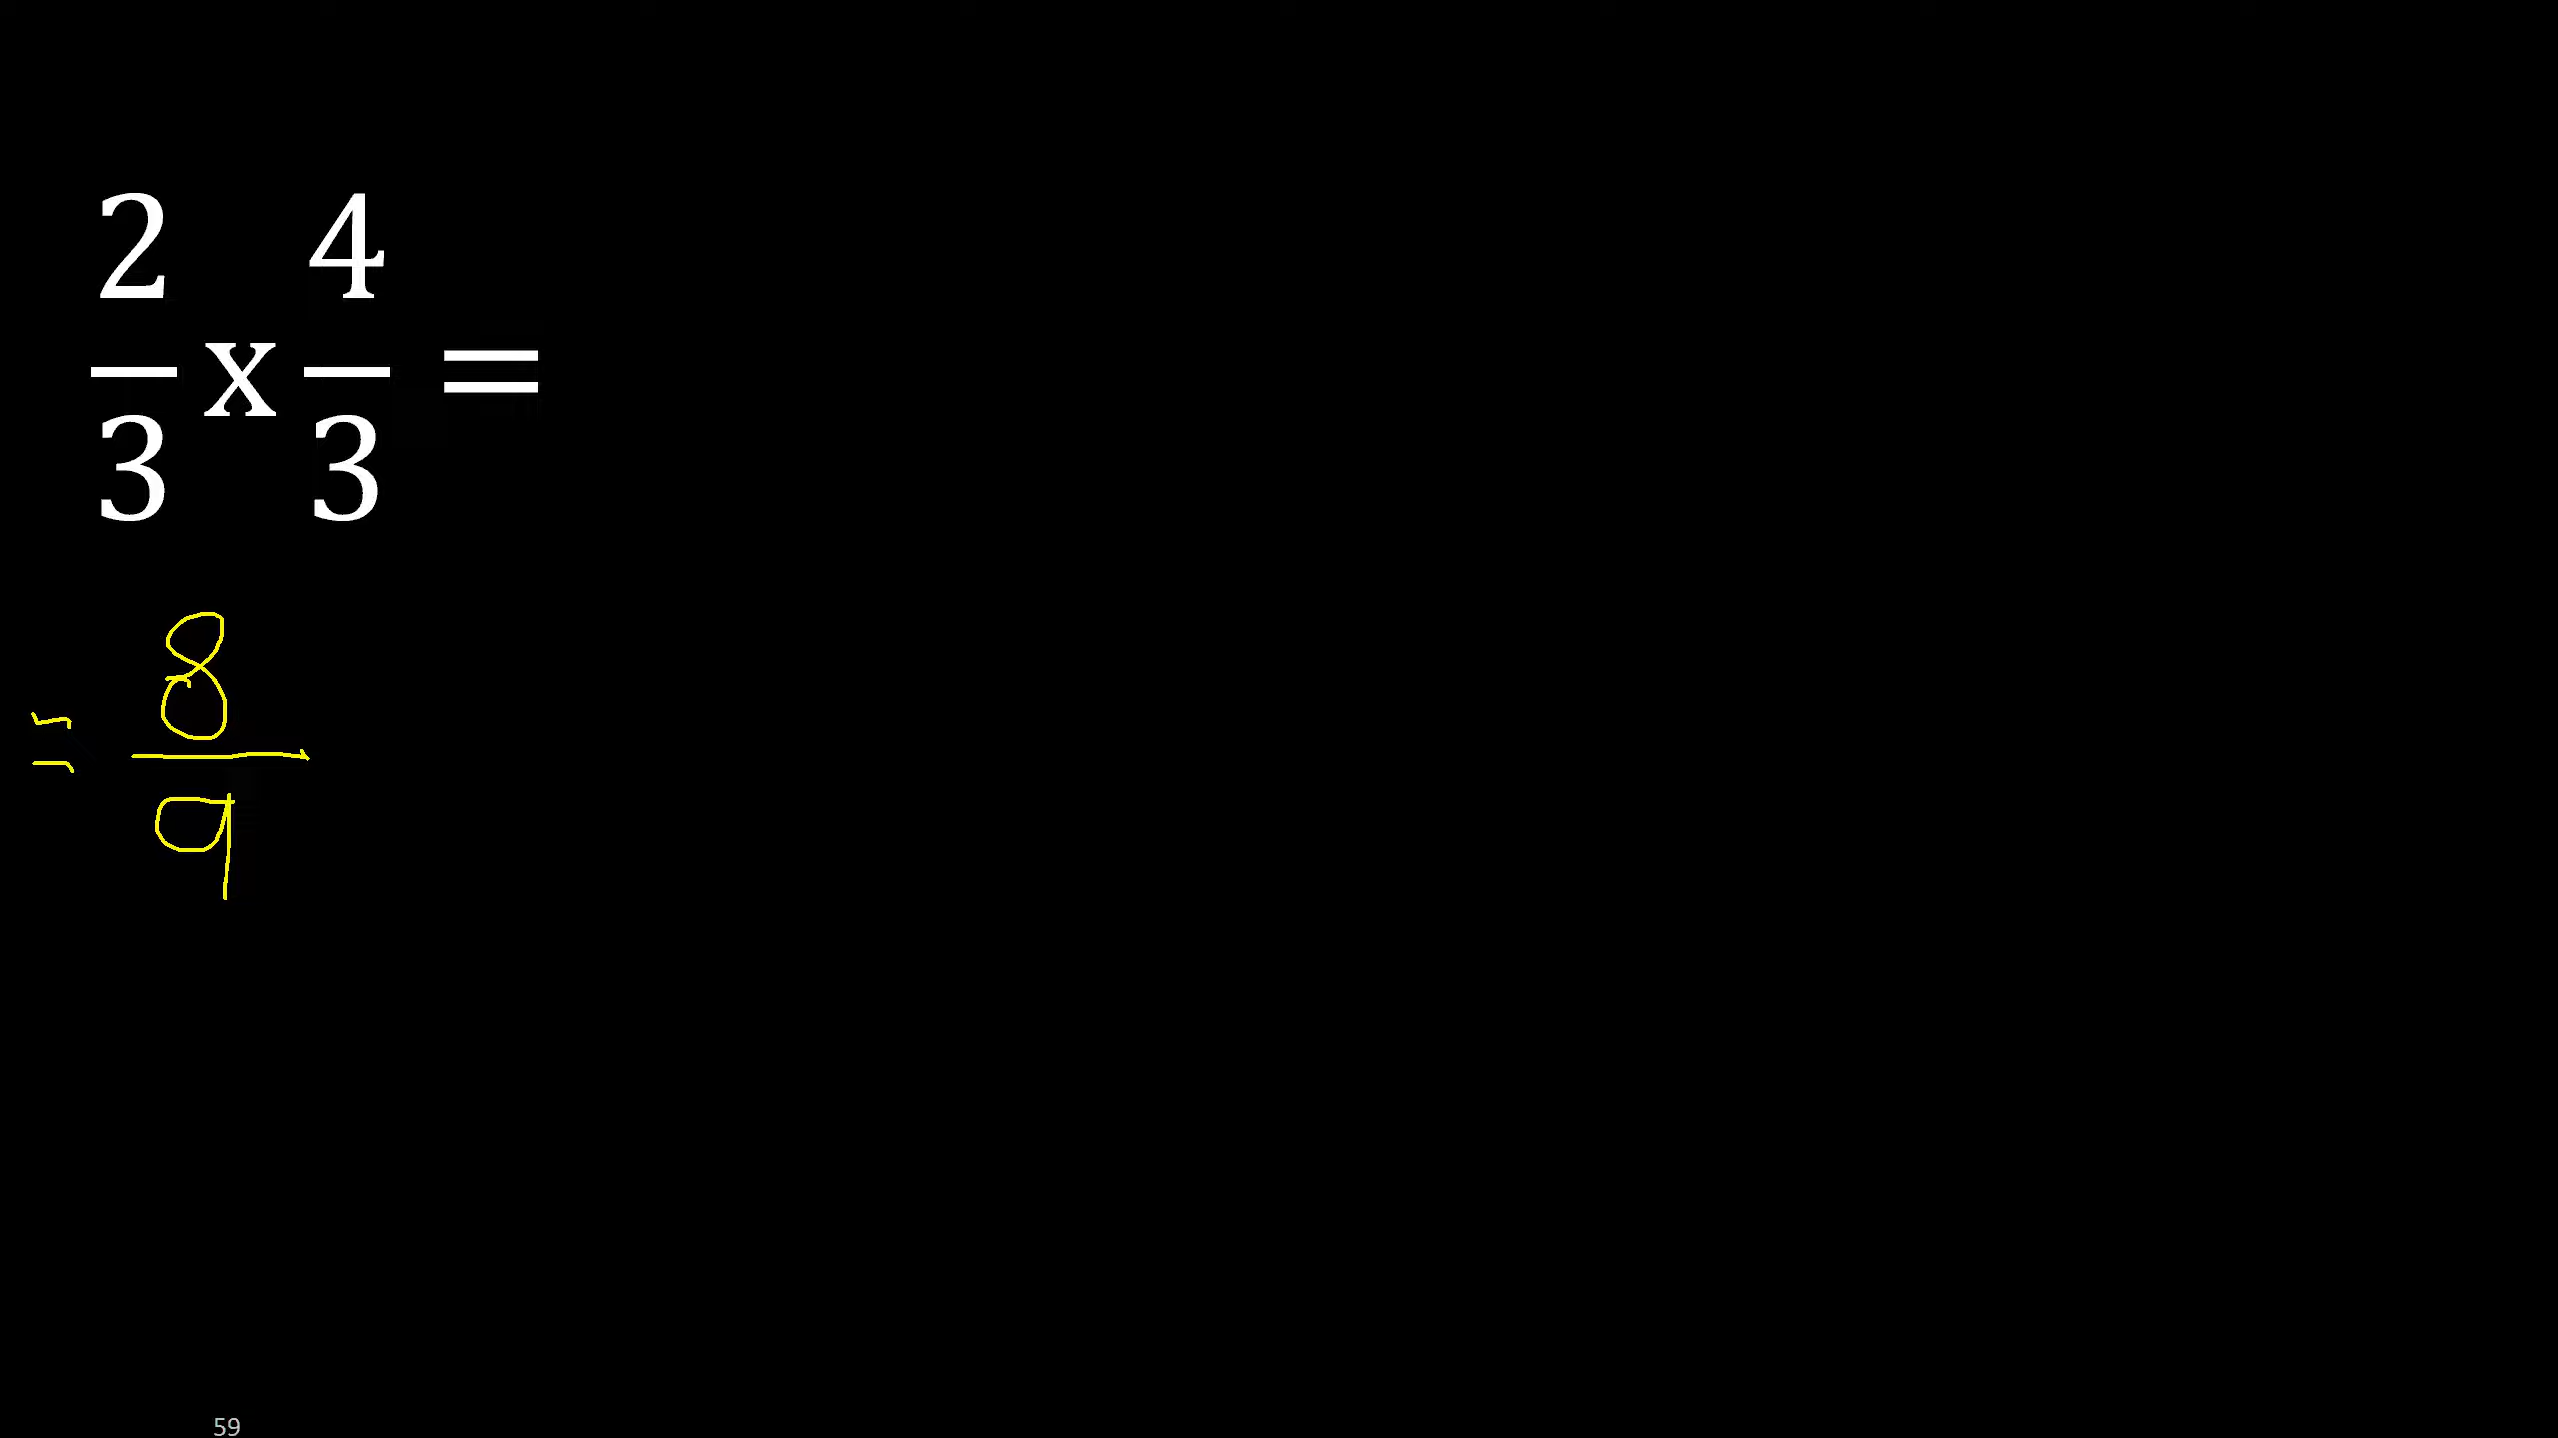 2/3 x 4/3 =
= 8/9
59